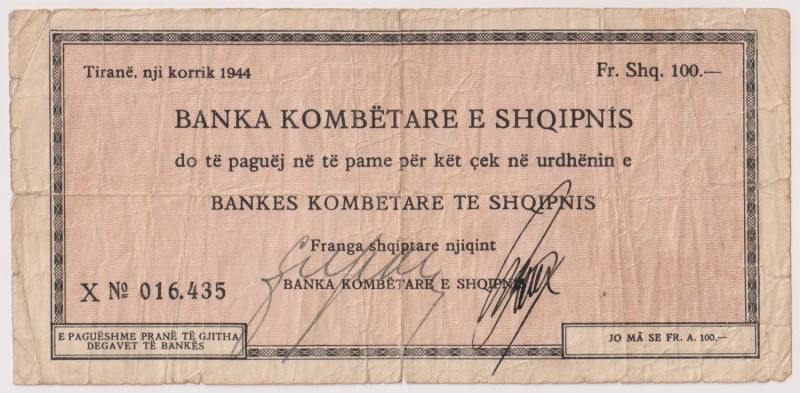 Tiranë, nji korrik 1944
Fr. Shq. 100.—
BANKA KOMBËTARE E SHQIPNÍS
do të paguëj në të pame për kët çek në urdhënin e
BANKES KOMBETARE TE SHQIPNIS
Franga shqiptare njiqint
BANKA KOMBËTARE E SHQIPNIS
X Nº 016.435
E PAGUËSHME PRANË TË GJITHA
DEGAVET TË BANKËS
JO MÂ SE FR. A. 100.—